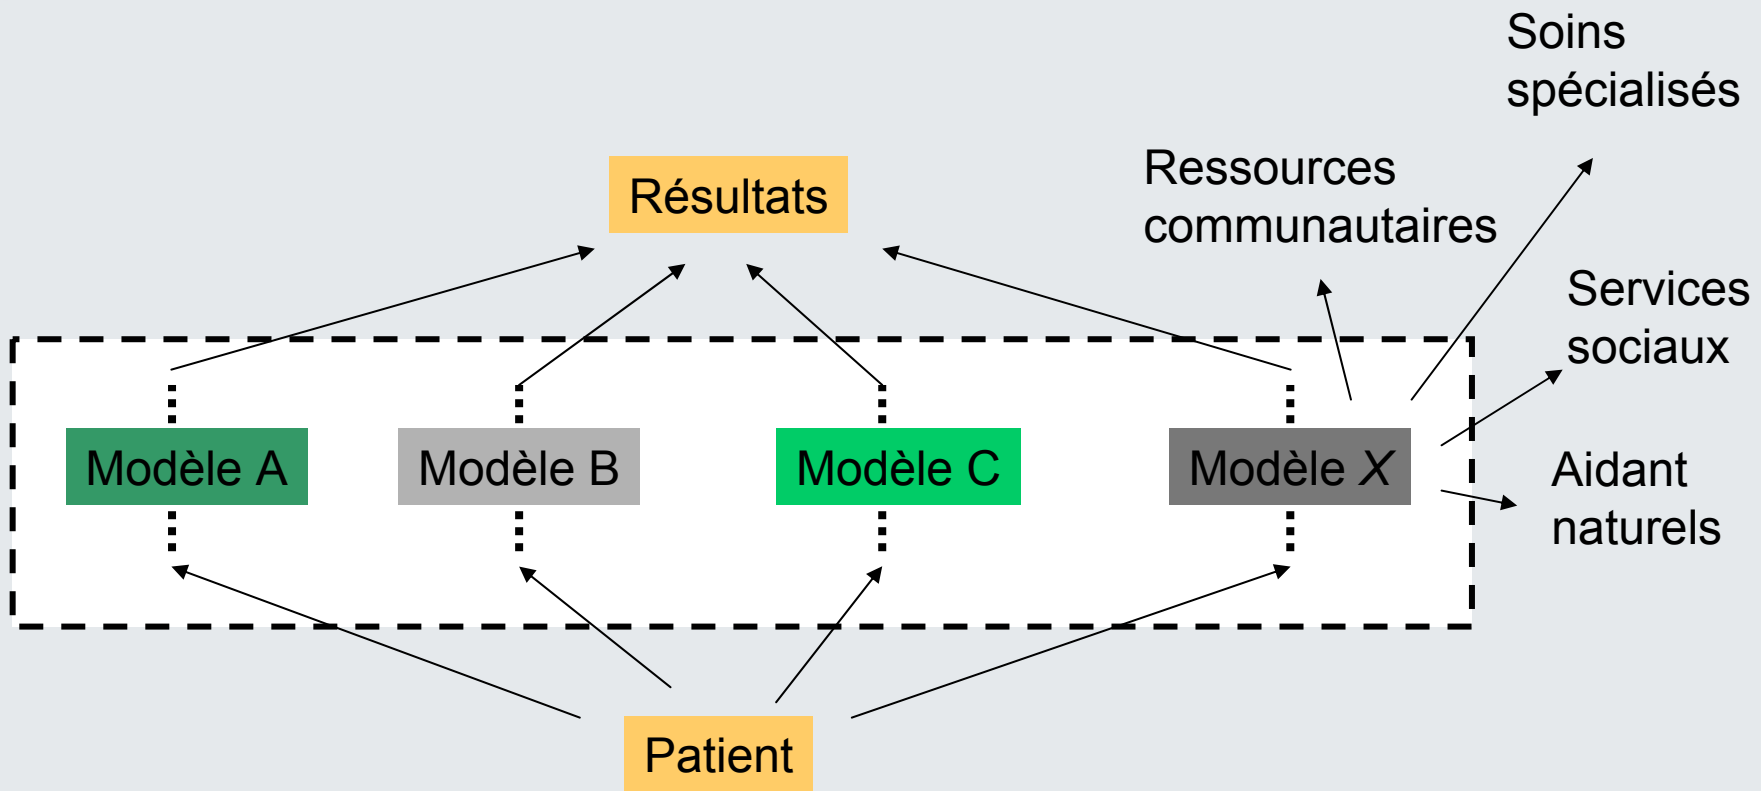 Soins
spécialisés
Ressources
communautaires
Résultats
Services
sociaux
Modèle A
Modèle B
Modèle C
Modèle X
Aidant
naturels
Patient